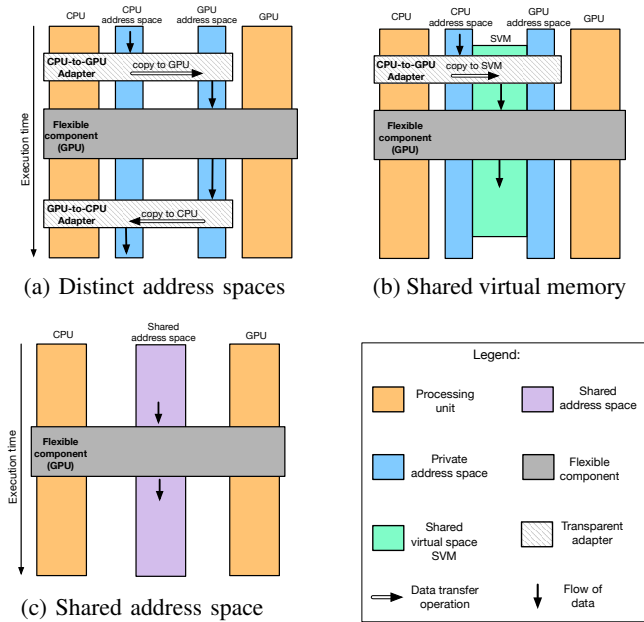 CPU
CPU
address space
GPU
address space
GPU
CPU-to-GPU
Adapter
copy to GPU
Flexible
component
(GPU)
GPU-to-CPU
Adapter
copy to CPU
Execution time
(a) Distinct address spaces
CPU
CPU
address space
GPU
address space
GPU
SVM
CPU-to-GPU
Adapter
copy to SVM
Flexible
component
(GPU)
(b) Shared virtual memory
CPU
Shared
address space
GPU
Execution time
Flexible
component
(GPU)
(c) Shared address space
Legend:
Processing
unit
Shared
address space
Private
address space
Flexible
component
Shared
virtual space
SVM
Transparent
adapter
Data transfer
operation
Flow of
data